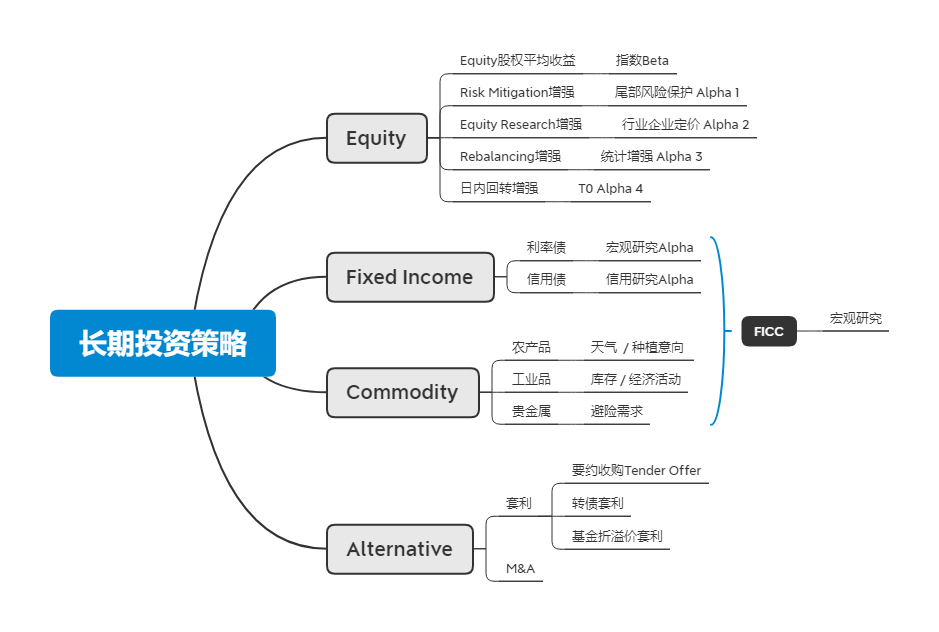 长期投资策略
Equity
Equity股权平均收益 指数Beta
Risk Mitigation增强 尾部风险保护 Alpha 1
Equity Research增强 行业企业定价 Alpha 2
Rebalancing增强 统计增强 Alpha 3
日内回转增强 T0 Alpha 4
Fixed Income
利率债 宏观研究Alpha
信用债 信用研究Alpha
Commodity
农产品 天气 / 种植意向
工业品 库存 / 经济活动
贵金属 避险需求
FICC
宏观研究
Alternative
套利
要约收购Tender Offer
转债套利
基金折溢价套利
M&A